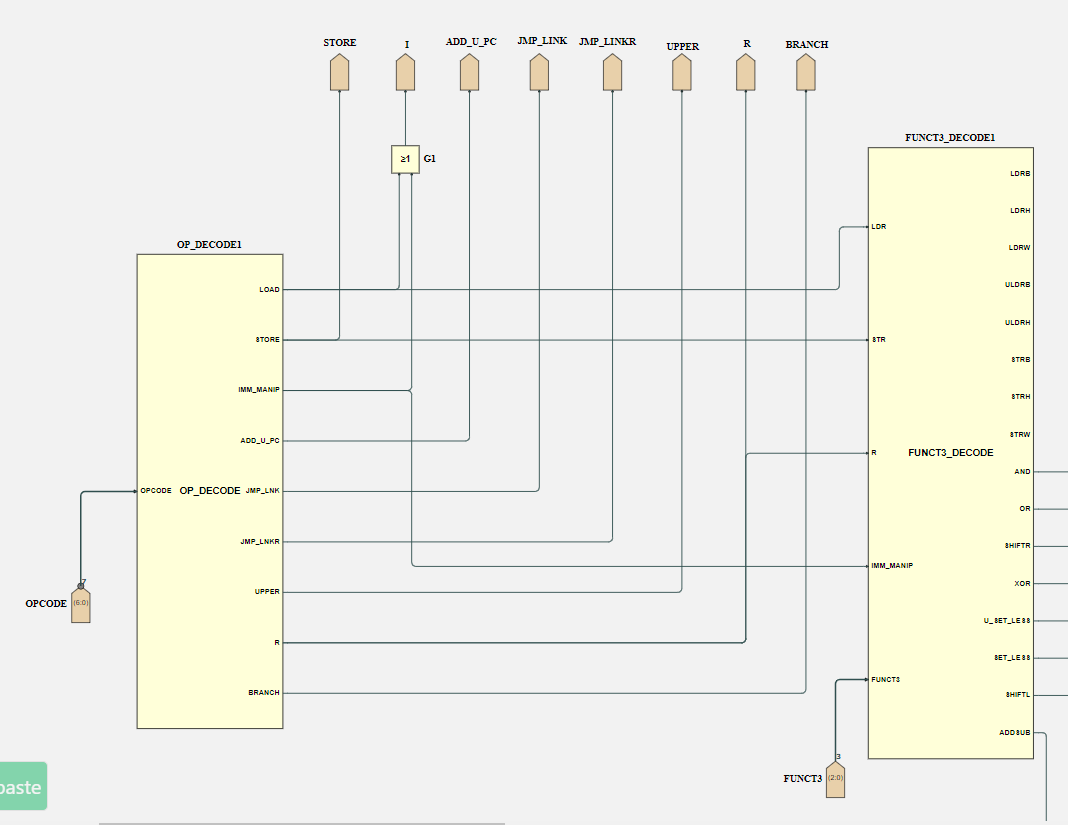 STORE
I
ADD_U_PC
JMP_LINK
JMP_LINKR
UPPER
R
BRANCH
≥1
G1
OP_DECODE1
LOAD
STORE
IMM_MANIP
ADD_U_PC
OPCODE
OP_DECODE
JMP_LNK
JMP_LNKR
UPPER
R
BRANCH
7
OPCODE
(6:0)
FUNCT3_DECODE1
LDR
STR
R
IMM_MANIP
FUNCT3
FUNCT3_DECODE
LDRB
LDRH
LDRW
ULDRB
ULDRH
STRB
STRH
STRW
AND
OR
SHIFTR
XOR
U_SET_LESS
SET_LESS
SHIFTL
ADDSUB
3
FUNCT3
(2:0)
paste